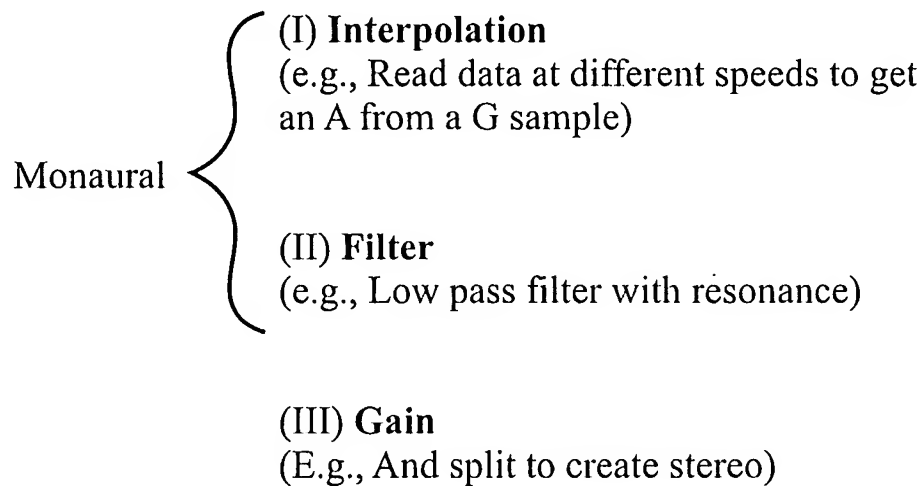 (I) Interpolation
(e.g., Read data at different speeds to get
an A from a G sample)
Monaural
(II) Filter
(e.g., Low pass filter with resonance)
(III) Gain
(E.g., And split to create stereo)